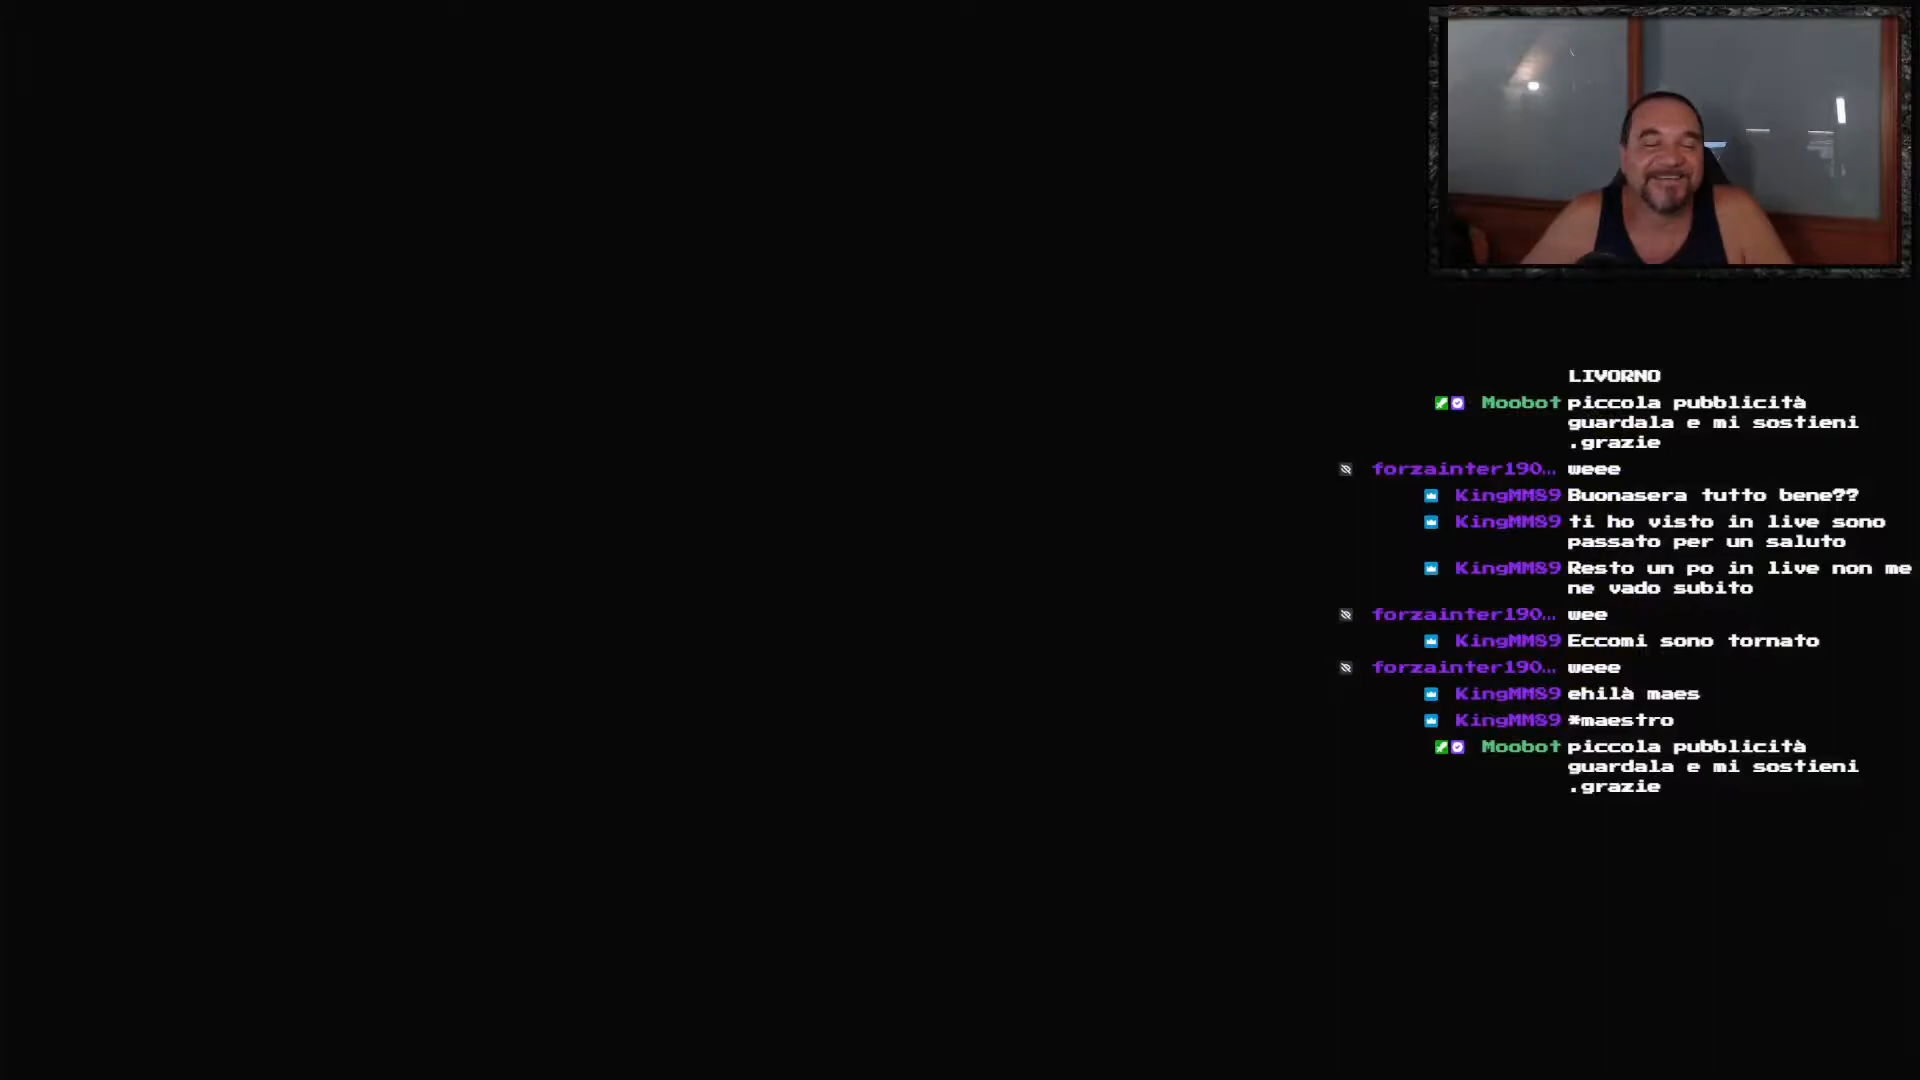 LIVORNO
Moobot piccola pubblicità
guardala e mi sostieni
.grazie
forzainter190... weee
KingMM89 Buonasera tutto bene??
KingMM89 ti ho visto in live sono
passato per un saluto
KingMM89 Resto un po in live non me
ne vado subito
forzainter190... wee
KingMM89 Eccomi sono tornato
forzainter190... weee
KingMM89 ehilà maes
KingMM89 *maestro
Moobot piccola pubblicità
guardala e mi sostieni
.grazie